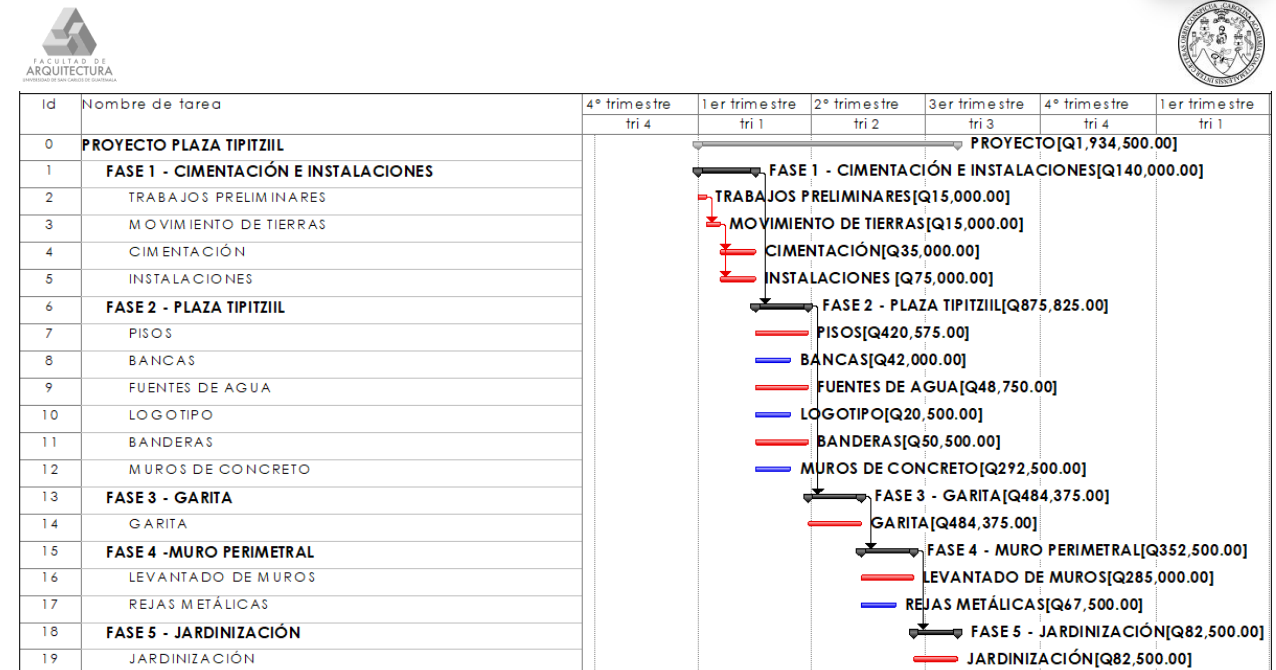 FACULTAD DE
ARQUITECTURA
UNIVERSIDAD DE SAN CARLOS DE GUATEMALA
Id Nombre de tarea 4° trimestre 1er trimestre 2° trimestre 3er trimestre 4° trimestre 1er trimestre
tri 4 tri 1 tri 2 tri 3 tri 4 tri 1
0 PROYECTO PLAZA TIPITZIIL PROYECTO[Q1,934,500.00]
1 FASE 1 - CIMENTACIÓN E INSTALACIONES FASE 1 - CIMENTACIÓN E INSTALACIONES[Q140,000.00]
2 TRABAJOS PRELIMINARES TRABAJOS PRELIMINARES[Q15,000.00]
3 MOVIMIENTO DE TIERRAS MOVIMIENTO DE TIERRAS[Q15,000.00]
4 CIMENTACIÓN CIMENTACIÓN[Q35,000.00]
5 INSTALACIONES INSTALACIONES [Q75,000.00]
6 FASE 2 - PLAZA TIPITZIIL FASE 2 - PLAZA TIPITZIIL[Q875,825.00]
7 PISOS PISOS[Q420,575.00]
8 BANCAS BANCAS[Q42,000.00]
9 FUENTES DE AGUA FUENTES DE AGUA[Q48,750.00]
10 LOGOTIPO LOGOTIPO[Q20,500.00]
11 BANDERAS BANDERAS[Q50,500.00]
12 MUROS DE CONCRETO MUROS DE CONCRETO[Q292,500.00]
13 FASE 3 - GARITA FASE 3 - GARITA[Q484,375.00]
14 GARITA GARITA[Q484,375.00]
15 FASE 4 -MURO PERIMETRAL FASE 4 - MURO PERIMETRAL[Q352,500.00]
16 LEVANTADO DE MUROS LEVANTADO DE MUROS[Q285,000.00]
17 REJAS METÁLICAS REJAS METÁLICAS[Q67,500.00]
18 FASE 5 - JARDINIZACIÓN FASE 5 - JARDINIZACIÓN[Q82,500.00]
19 JARDINIZACIÓN JARDINIZACIÓN[Q82,500.00]